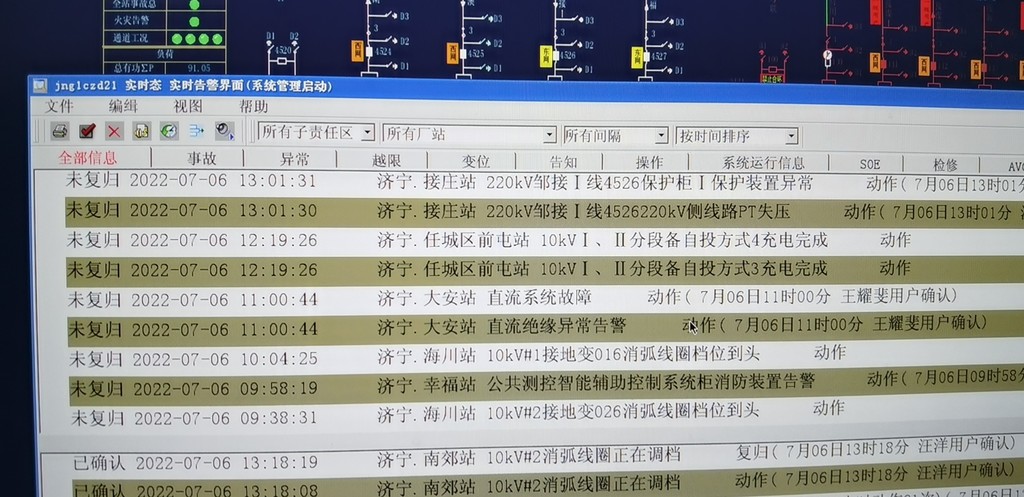 全站事故总
火灾告警
通道工况
负荷
总有功ΣP 91.05
D1 D2
4520
D3
3
D2
西网 4524
D1
D3
3
D2
西网 4525
D1
D3
3
D2
东网 4526
D1
D3
3
D2
东网 4527
D1
jnglczd21 实时态 实时告警界面(系统管理启动)
文件 编辑 视图 帮助
所有子责任区 所有厂站 所有间隔 按时间排序
全部信息 事故 异常 越限 变位 告知 操作 系统运行信息 SOE 检修
未复归 2022-07-06 13:01:31 济宁.接庄站 220kV邹接Ⅰ线4526保护柜Ⅰ保护装置异常 动作( 7月06日13时01分
未复归 2022-07-06 13:01:30 济宁.接庄站 220kV邹接Ⅰ线4526220kV侧线路PT失压 动作( 7月06日13时01分
未复归 2022-07-06 12:19:26 济宁.任城区前屯站 10kVⅠ、Ⅱ分段备自投方式4充电完成 动作
未复归 2022-07-06 12:19:26 济宁.任城区前屯站 10kVⅠ、Ⅱ分段备自投方式3充电完成 动作
未复归 2022-07-06 11:00:44 济宁.大安站 直流系统故障 动作( 7月06日11时00分 王耀斐用户确认)
未复归 2022-07-06 11:00:44 济宁.大安站 直流绝缘异常告警 动作( 7月06日11时00分 王耀斐用户确认)
未复归 2022-07-06 10:04:25 济宁.海川站 10kV#1接地变016消弧线圈档位到头 动作
未复归 2022-07-06 09:58:19 济宁.幸福站 公共测控智能辅助控制系统柜消防装置告警 动作( 7月06日09时58分
未复归 2022-07-06 09:38:31 济宁.海川站 10kV#2接地变026消弧线圈档位到头 动作
已确认 2022-07-06 13:18:19 济宁.南郊站 10kV#2消弧线圈正在调档 复归( 7月06日13时18分 汪洋用户确认)
已确认 2022-07-06 13:18:08 济宁.南郊站 10kV#2消弧线圈正在调档 动作( 7月06日13时18分 汪洋用户确认)